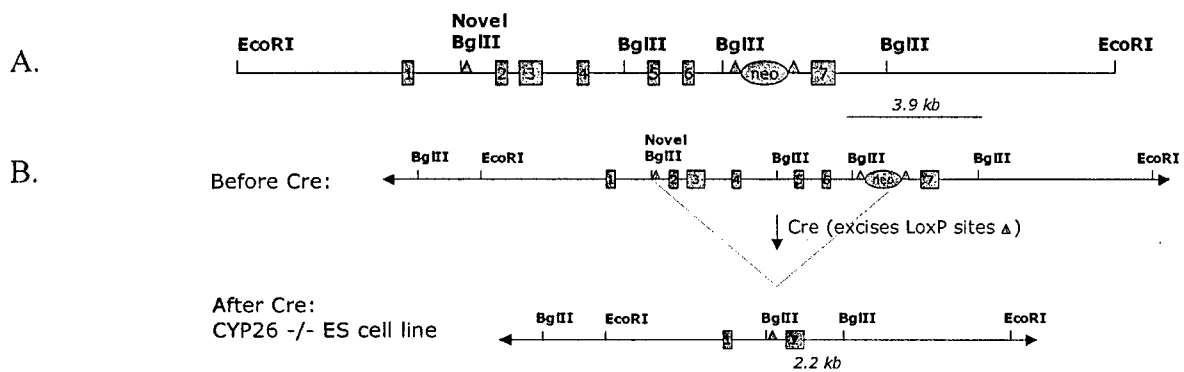 A.
EcoRI Novel BglII BglII BglII BglII EcoRI
1 2 3 4 5 6 neo 7
3.9 kb
B.
Before Cre:
BglII EcoRI Novel BglII BglII BglII BglII EcoRI
1 2 3 4 5 6 neo 7
Cre (excises LoxP sites Δ)
After Cre:
CYP26 -/- ES cell line
BglII EcoRI BglII BglII EcoRI
1 7
2.2 kb